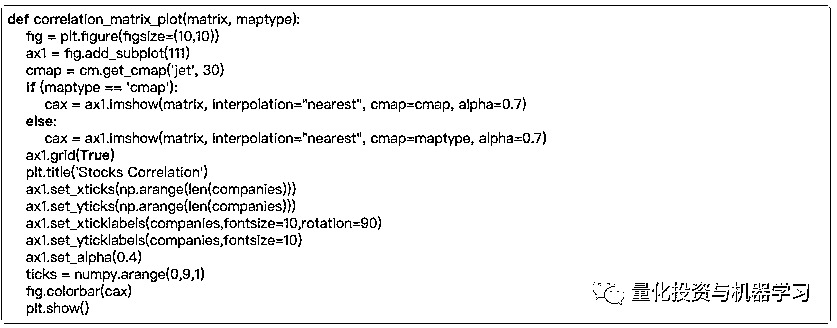 def correlation_matrix_plot(matrix, maptype):
    fig = plt.figure(figsize=(10,10))
    ax1 = fig.add_subplot(111)
    cmap = cm.get_cmap('jet', 30)
    if (maptype == 'cmap'):
        cax = ax1.imshow(matrix, interpolation="nearest", cmap=cmap, alpha=0.7)
    else:
        cax = ax1.imshow(matrix, interpolation="nearest", cmap=maptype, alpha=0.7)
    ax1.grid(True)
    plt.title('Stocks Correlation')
    ax1.set_xticks(np.arange(len(companies)))
    ax1.set_yticks(np.arange(len(companies)))
    ax1.set_xticklabels(companies,fontsize=10,rotation=90)
    ax1.set_yticklabels(companies,fontsize=10)
    ax1.set_alpha(0.4)
    ticks = numpy.arange(0,9,1)
    fig.colorbar(cax)
    plt.show()
量化投资与机器学习